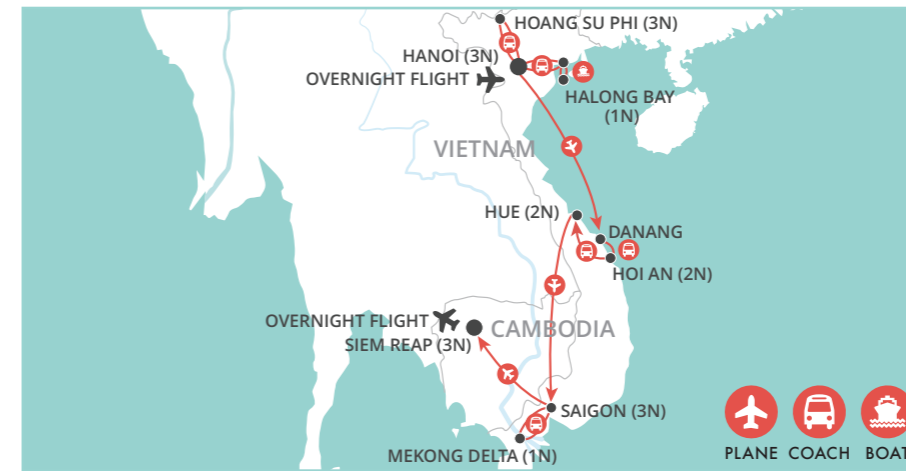 HOANG SU PHI (3N)
HANOI (3N)
OVERNIGHT FLIGHT
HALONG BAY
(1N)
VIETNAM
HUE (2N)
DANANG
HOI AN (2N)
OVERNIGHT FLIGHT
CAMBODIA
SIEM REAP (3N)
SAIGON (3N)
MEKONG DELTA (1N)
PLANE COACH BOAT